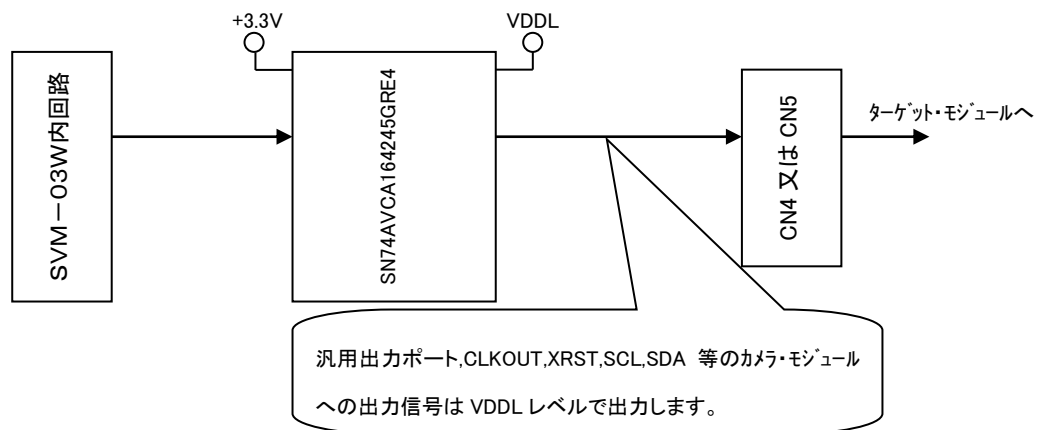 +3.3V
VDDL
SVM－03W内回路
SN74AVCA164245GRE4
CN4 又は CN5
ﾀｰｹﾞｯﾄ・ﾓｼﾞｭｰﾙへ
汎用出力ポート,CLKOUT,XRST,SCL,SDA 等のｶﾒﾗ・ﾓｼﾞｭｰﾙ
への出力信号は VDDL レベルで出力します。